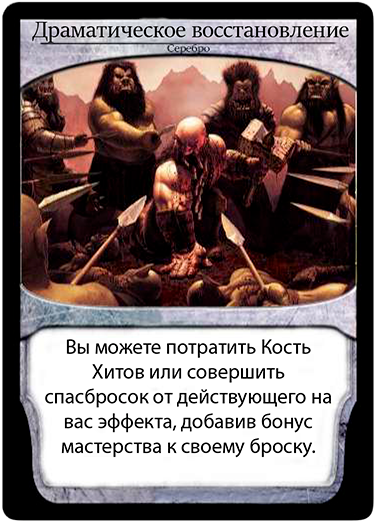 Драматическое восстановление
Серебро
Вы можете потратить Кость
Хитов или совершить
спасбросок от действующего на
вас эффекта, добавив бонус
мастерства к своему броску.